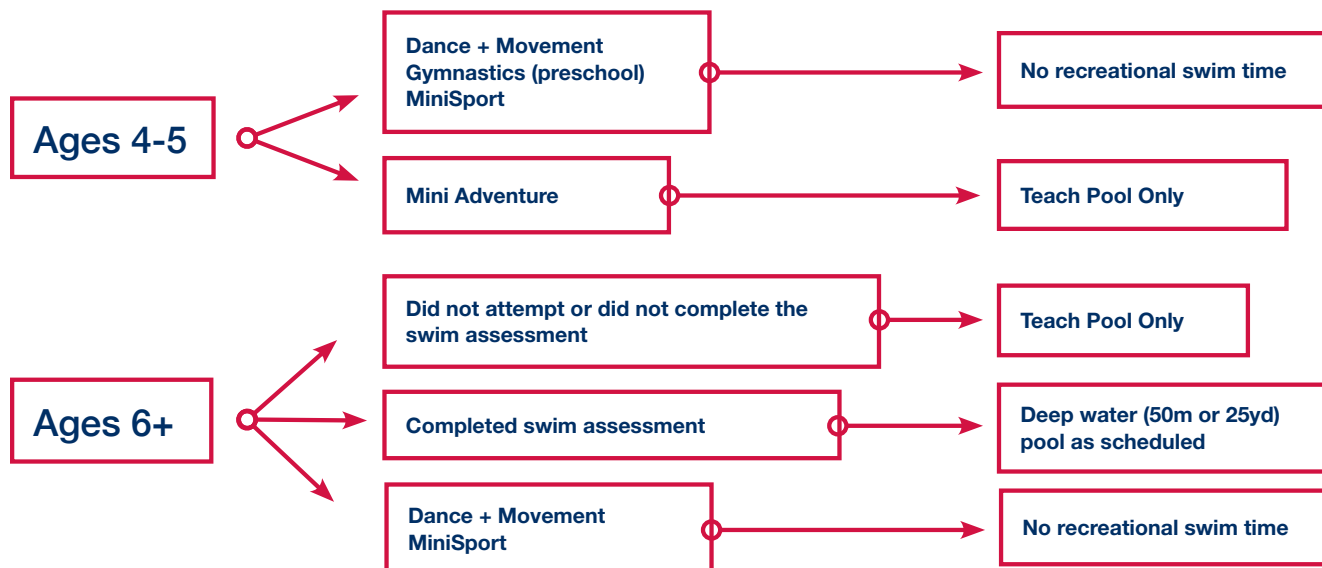 Ages 4-5
Dance + Movement
Gymnastics (preschool)
MiniSport
No recreational swim time
Mini Adventure
Teach Pool Only
Ages 6+
Did not attempt or did not complete the
swim assessment
Teach Pool Only
Completed swim assessment
Deep water (50m or 25yd)
pool as scheduled
Dance + Movement
MiniSport
No recreational swim time